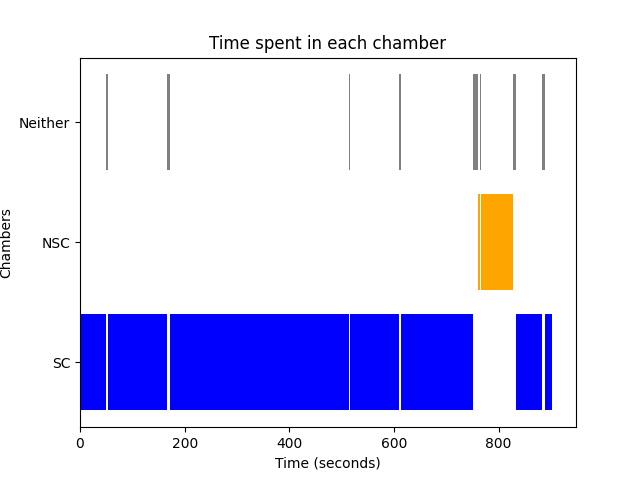 Time spent in each chamber
Neither
NSC
SC
Chambers
0 200 400 600 800
Time (seconds)